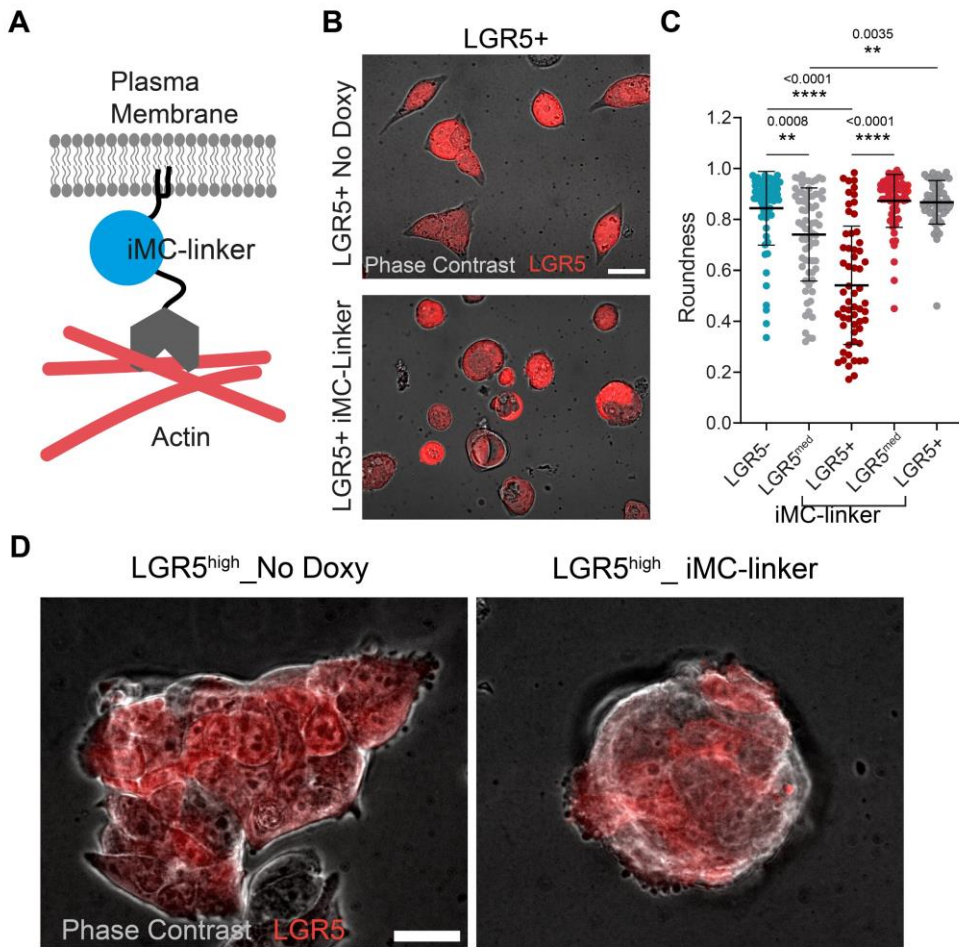 A
Plasma
Membrane
iMC-linker
Actin
B
LGR5+
LGR5+ No Doxy
Phase Contrast LGR5
LGR5+ iMC-Linker
C
0.0035
**
<0.0001
****
0.0008
**
<0.0001
****
Roundness
1.2
1.0
0.8
0.6
0.4
0.2
0.0
LGR5-
LGR5med
LGR5+
LGR5med
LGR5+
iMC-linker
D
LGR5high_No Doxy
LGR5high_ iMC-linker
Phase Contrast LGR5